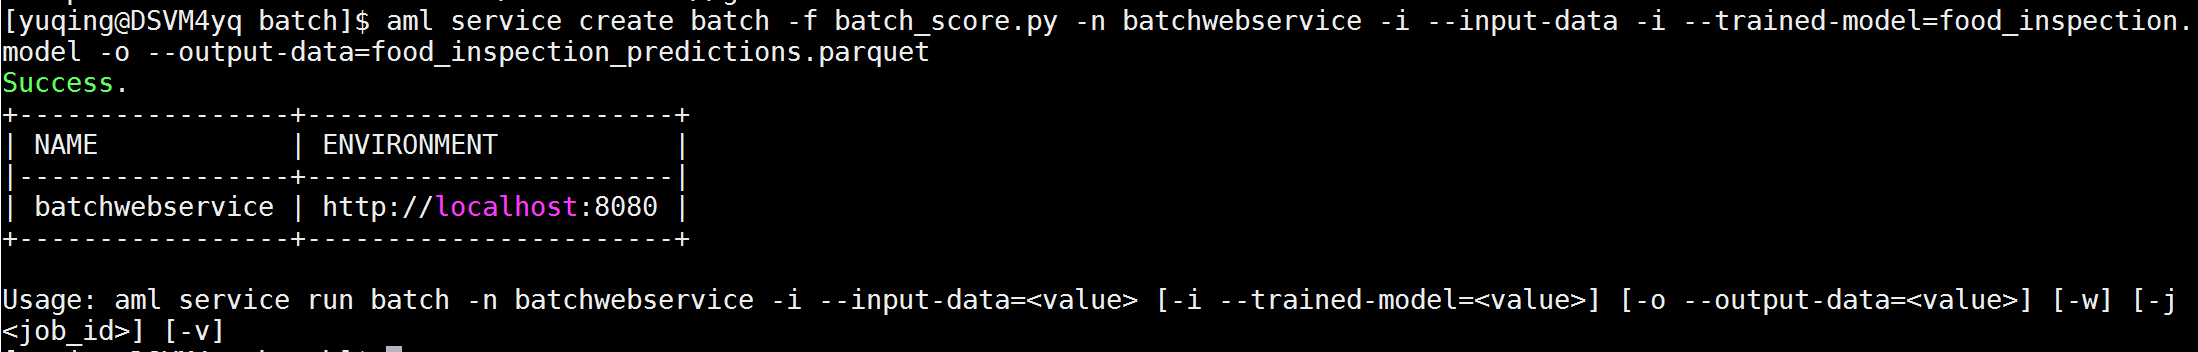 [yuqing@DSVM4yq batch]$ aml service create batch -f batch_score.py -n batchwebservice -i --input-data -i --trained-model=food_inspection.
model -o --output-data=food_inspection_predictions.parquet
Success.
+-----------------+-----------------------+
| NAME            | ENVIRONMENT           |
|-----------------+-----------------------|
| batchwebservice | http://localhost:8080 |
+-----------------+-----------------------+
Usage: aml service run batch -n batchwebservice -i --input-data=<value> [-i --trained-model=<value>] [-o --output-data=<value>] [-w] [-j
<job_id>] [-v]